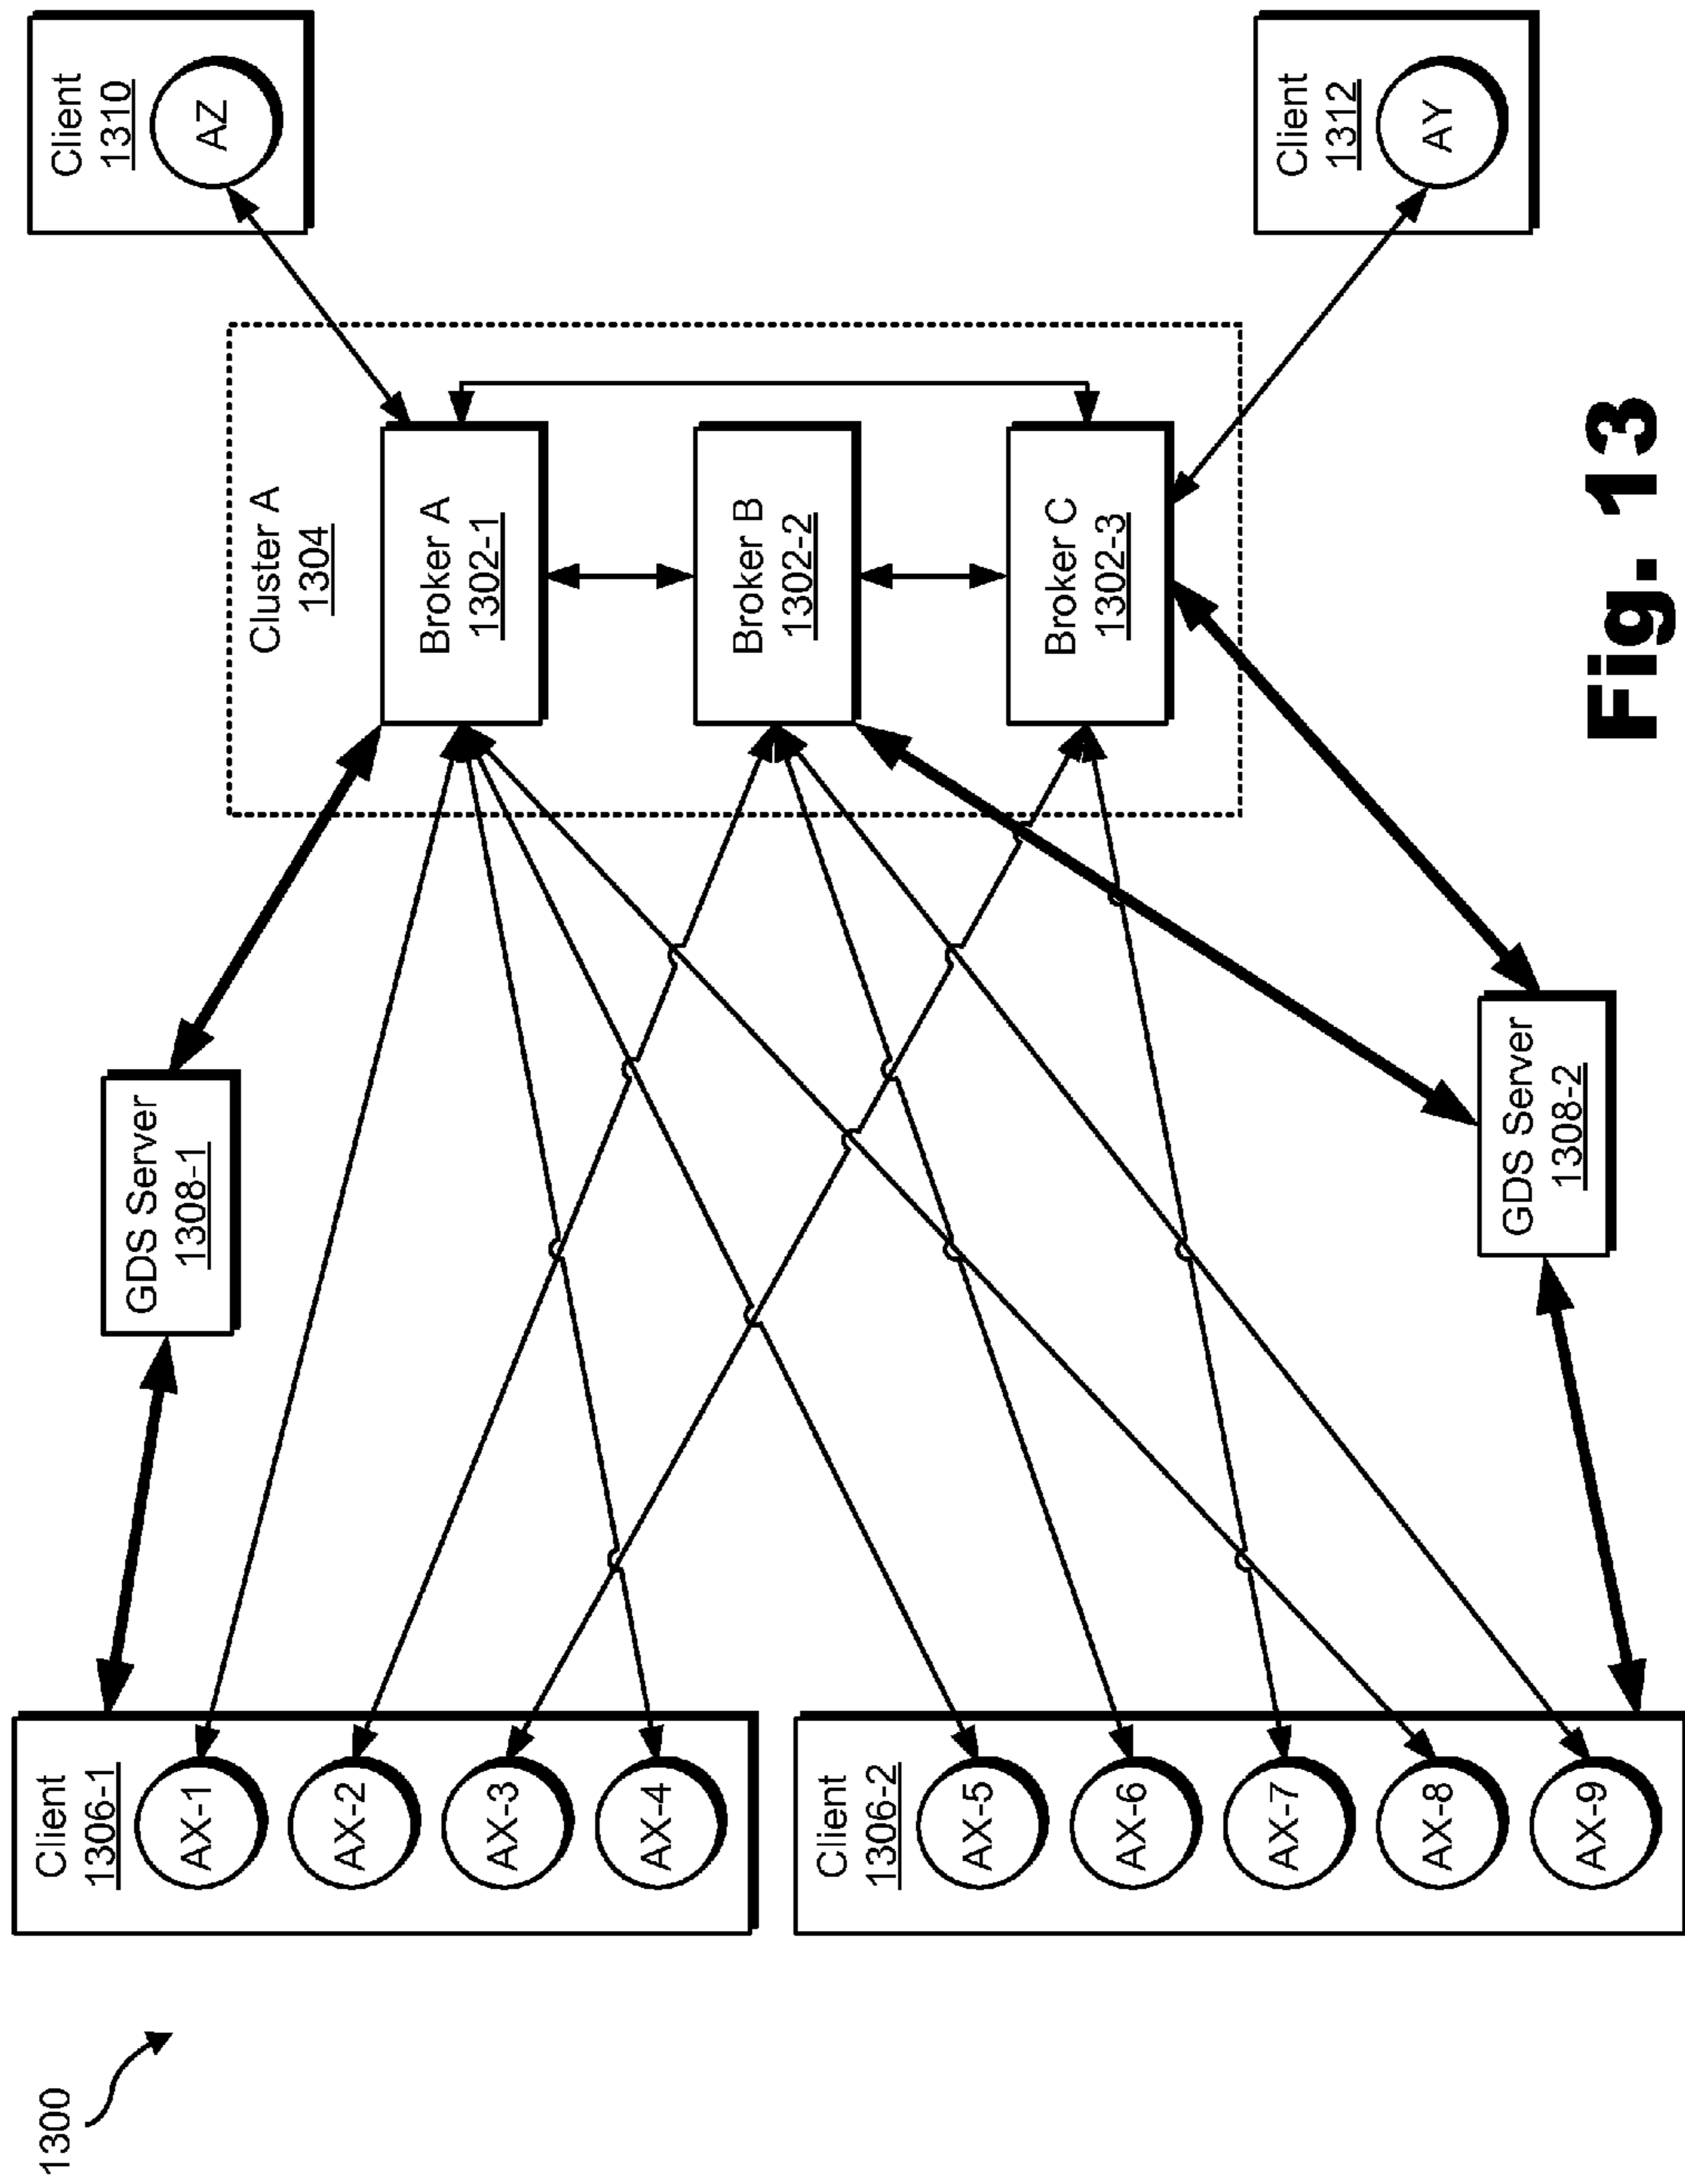 1300
Client
1306-1
AX-1
AX-2
AX-3
AX-4
Client
1306-2
AX-5
AX-6
AX-7
AX-8
AX-9
GDS Server
1308-1
GDS Server
1308-2
Cluster A
1304
Broker A
1302-1
Broker B
1302-2
Broker C
1302-3
Client
1310
AZ
Client
1312
AY
Fig. 13